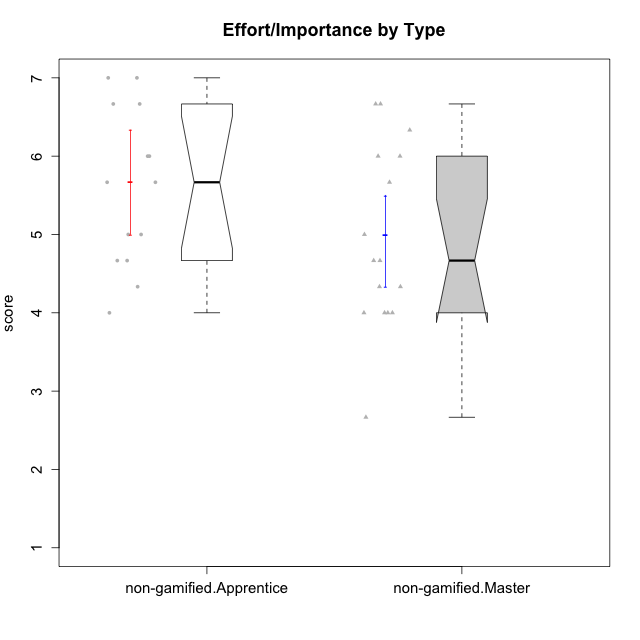 Effort/Importance by Type
7
6
5
4
3
2
1
score
non-gamified.Apprentice
non-gamified.Master